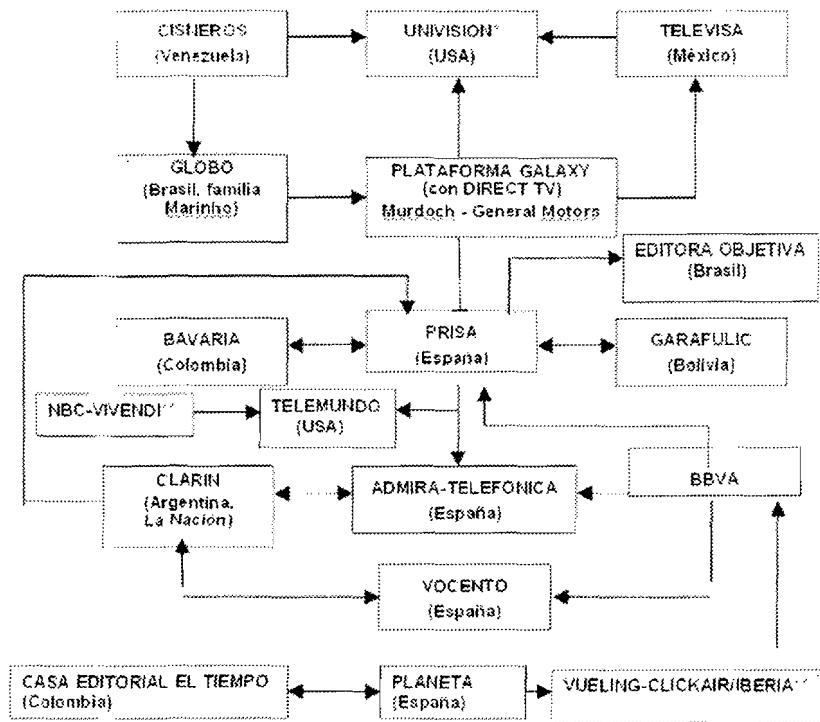 CISNEROS
(Venezuela)
UNIVISION*
(USA)
TELEVISA
(México)
GLOBO
(Brasil, familia
Marinho)
PLATAFORMA GALAXY
(con DIRECT TV)
Murdoch - General Motors
EDITORA OBJETIVA
(Brasil)
BAVARIA
(Colombia)
PRISA
(España)
GARAFULIC
(Bolivia)
NBC-VIVENDI**
TELEMUNDO
(USA)
CLARIN
(Argentina,
La Nación)
ADMIRA-TELEFONICA
(España)
BBVA
VOCENTO
(España)
CASA EDITORIAL EL TIEMPO
(Colombia)
PLANETA
(España)
VUELING-CLICKAIR/IBERIA***